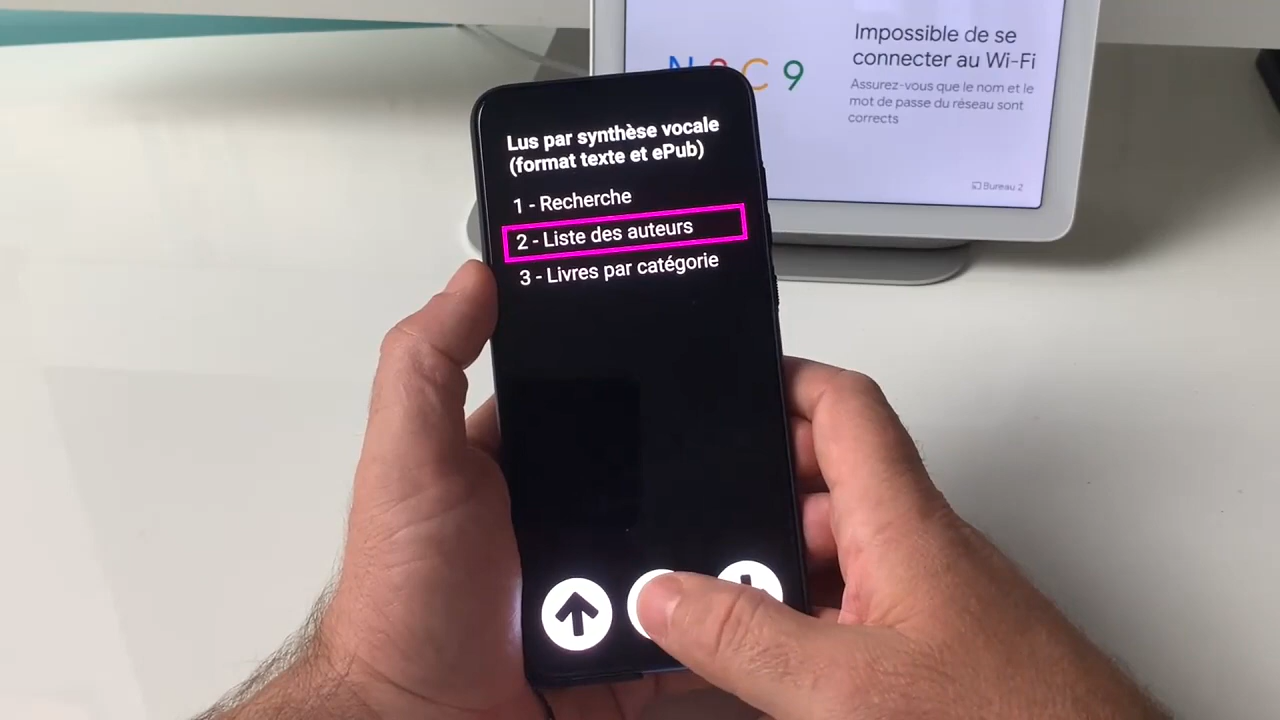 Lus par synthèse vocale
(format texte et ePub)
1 - Recherche
2 - Liste des auteurs
3 - Livres par catégorie
Impossible de se
connecter au Wi-Fi
Assurez-vous que le nom et le
mot de passe du réseau sont
corrects
Bureau 2